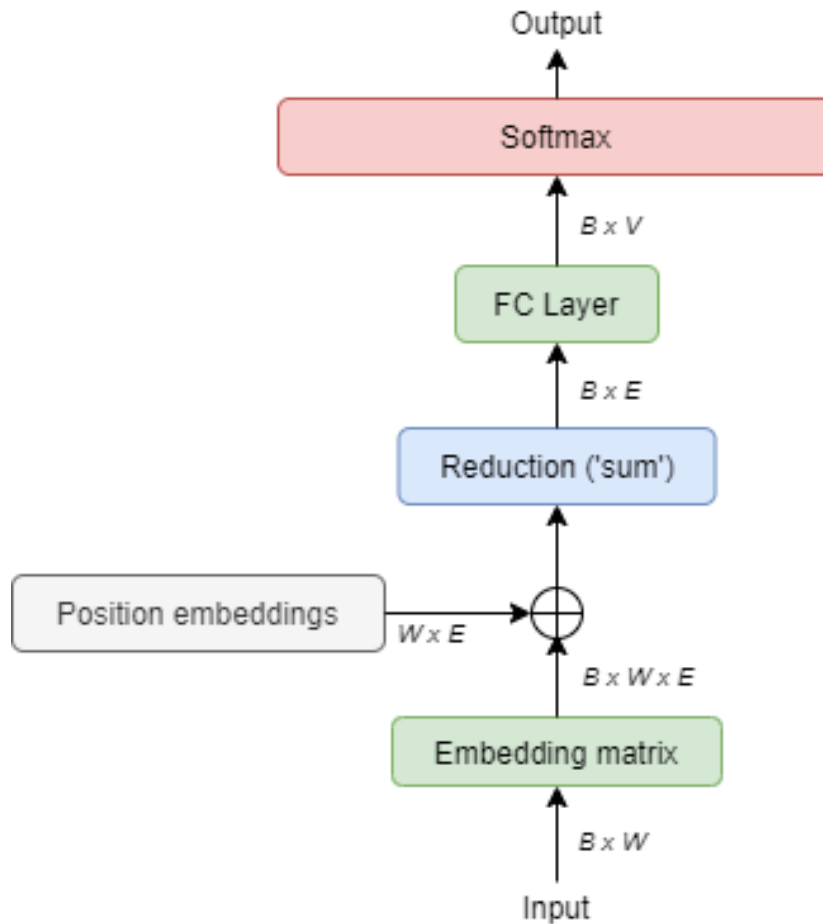 Output
Softmax
B x V
FC Layer
B x E
Reduction ('sum')
Position embeddings
W x E
B x W x E
Embedding matrix
B x W
Input